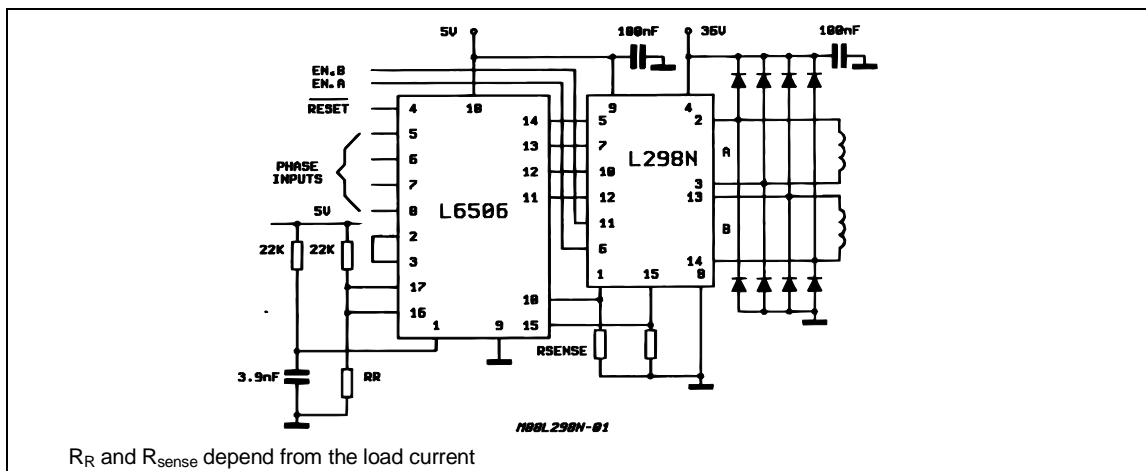 5V
100nF
36V
100nF
EN.B
EN.A
RESET
4
10
9
4
5
14
5
2
6
13
7
L298N
A
PHASE
INPUTS
12
10
7
11
12
3
8
L6506
13
5V
11
B
22K
22K
2
6
3
14
17
1
15
8
16
10
1
9
15
RSENSE
3.9nF
RR
M00L298N-01
RR and Rsense depend from the load current